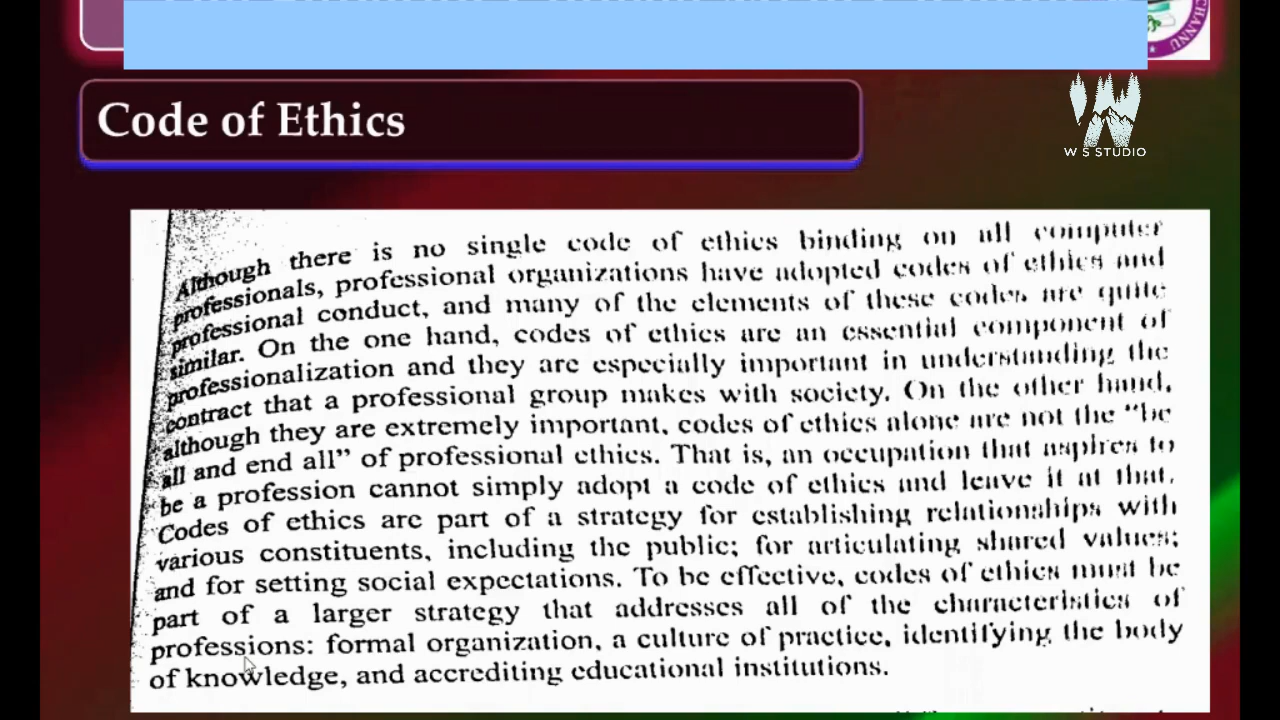 CHANNU
Code of Ethics
W S STUDIO
Although there is no single code of ethics binding on all computer
professionals, professional organizations have adopted codes of ethics and
professional conduct, and many of the elements of these codes are quite
similar. On the one hand, codes of ethics are an essential component of
professionalization and they are especially important in understanding the
contract that a professional group makes with society. On the other hand,
although they are extremely important, codes of ethics alone are not the "be
all and end all" of professional ethics. That is, an occupation that aspires to
be a profession cannot simply adopt a code of ethics and leave it at that.
Codes of ethics are part of a strategy for establishing relationships with
various constituents, including the public; for articulating shared values;
and for setting social expectations. To be effective, codes of ethics must be
part of a larger strategy that addresses all of the characteristics of
professions: formal organization, a culture of practice, identifying the body
of knowledge, and accrediting educational institutions.